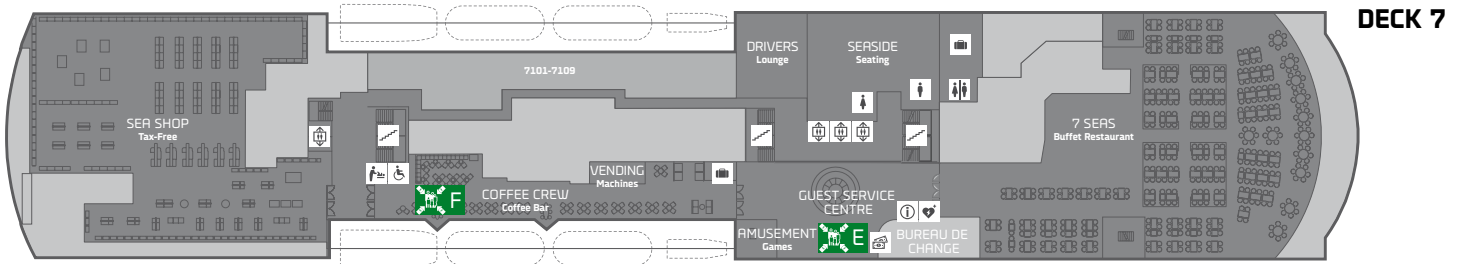 DECK 7
DRIVERS
Lounge
SEASIDE
Seating
7101-7109
SEA SHOP
Tax-Free
7 SEAS
Buffet Restaurant
VENDING
Machines
COFFEE CREW
Coffee Bar
F
GUEST SERVICE
CENTRE
AMUSEMENT
Games
E
BUREAU DE
CHANGE